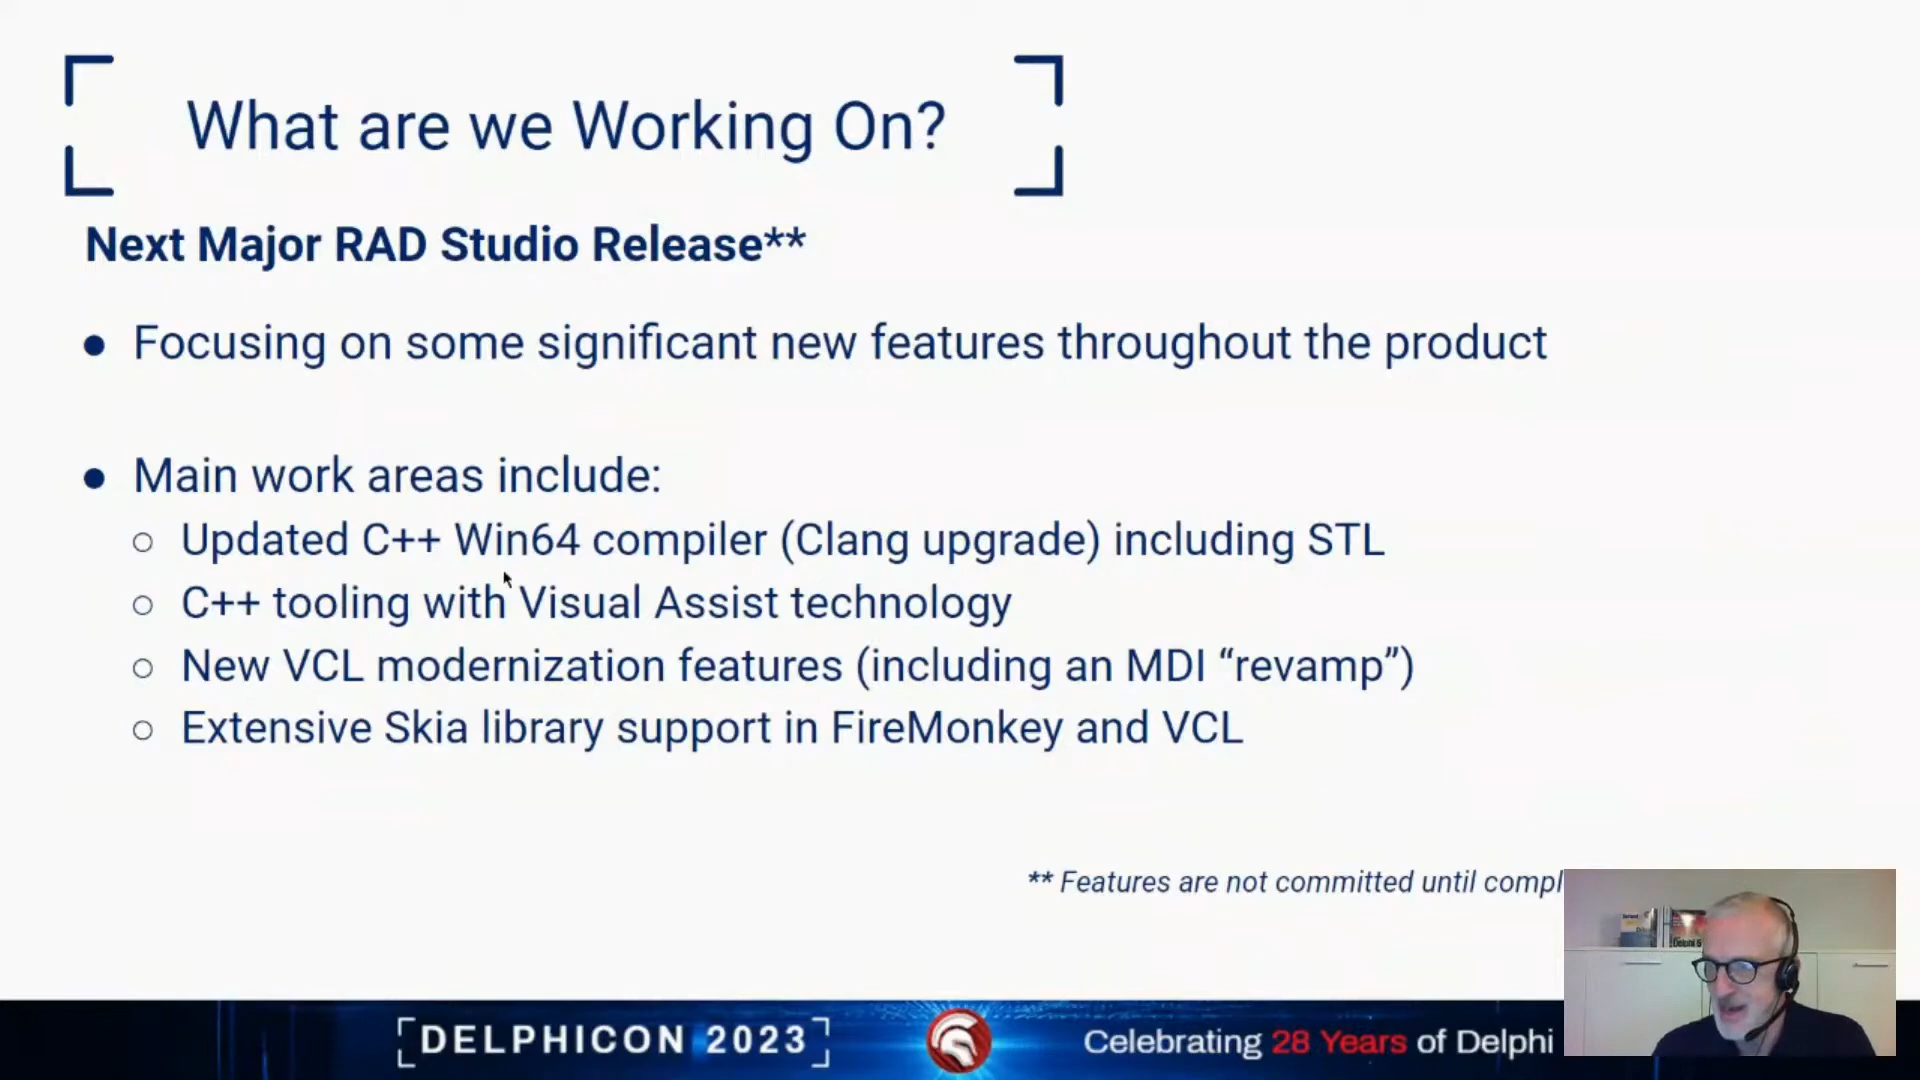 What are we Working On?
Next Major RAD Studio Release**
● Focusing on some significant new features throughout the product
● Main work areas include:
○ Updated C++ Win64 compiler (Clang upgrade) including STL
○ C++ tooling with Visual Assist technology
○ New VCL modernization features (including an MDI “revamp”)
○ Extensive Skia library support in FireMonkey and VCL
** Features are not committed until compl
DELPHICON 2023
Celebrating 28 Years of Delphi